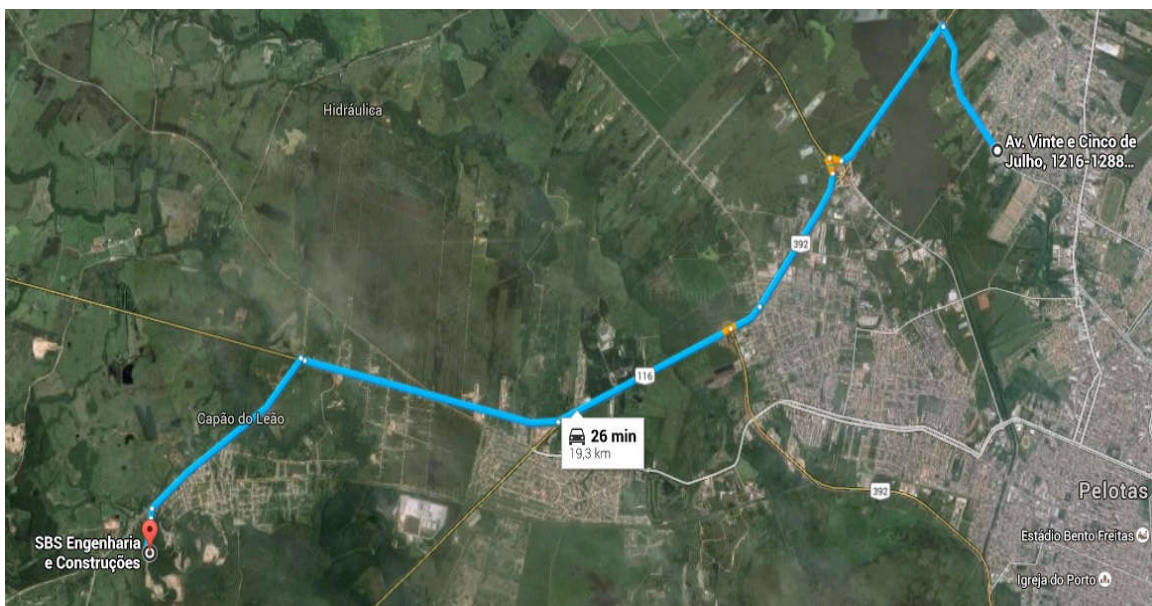 Hidráulica
Av. Vinte e Cinco de
Julho, 1216-1288...
392
116
Capão do Leão
26 min
19,3 km
392
Pelotas
SBS Engenharia
e Construções
Estádio Bento Freitas
Igreja do Porto